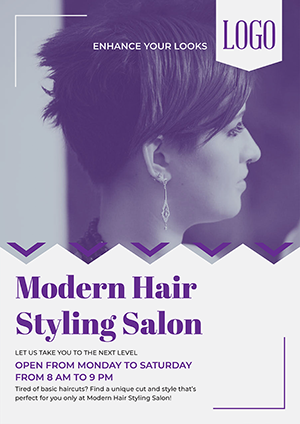 ENHANCE YOUR LOOKS
LOGO
Modern Hair
Styling Salon
LET US TAKE YOU TO THE NEXT LEVEL
OPEN FROM MONDAY TO SATURDAY
FROM 8 AM TO 9 PM
Tired of basic haircuts? Find a unique cut and style that's
perfect for you only at Modern Hair Styling Salon!